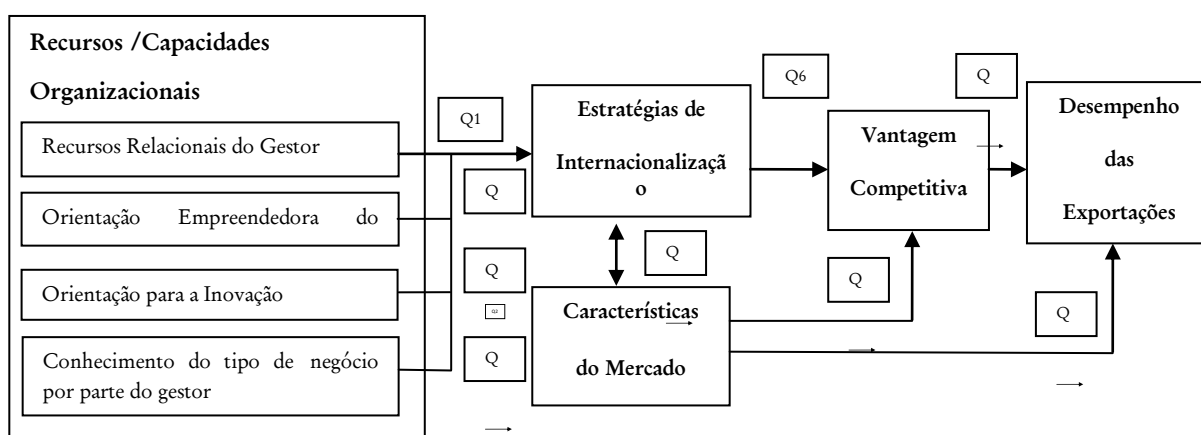 Recursos /Capacidades
Organizacionais
Recursos Relacionais do Gestor
Orientação Empreendedora do
Orientação para a Inovação
Conhecimento do tipo de negócio
por parte do gestor
Q1
Q
Q
Q
Estratégias de
Internacionalizaçã
o
Q
Características
do Mercado
Q6
Vantagem
Competitiva
Q
Q
Desempenho
das
Exportações
Q